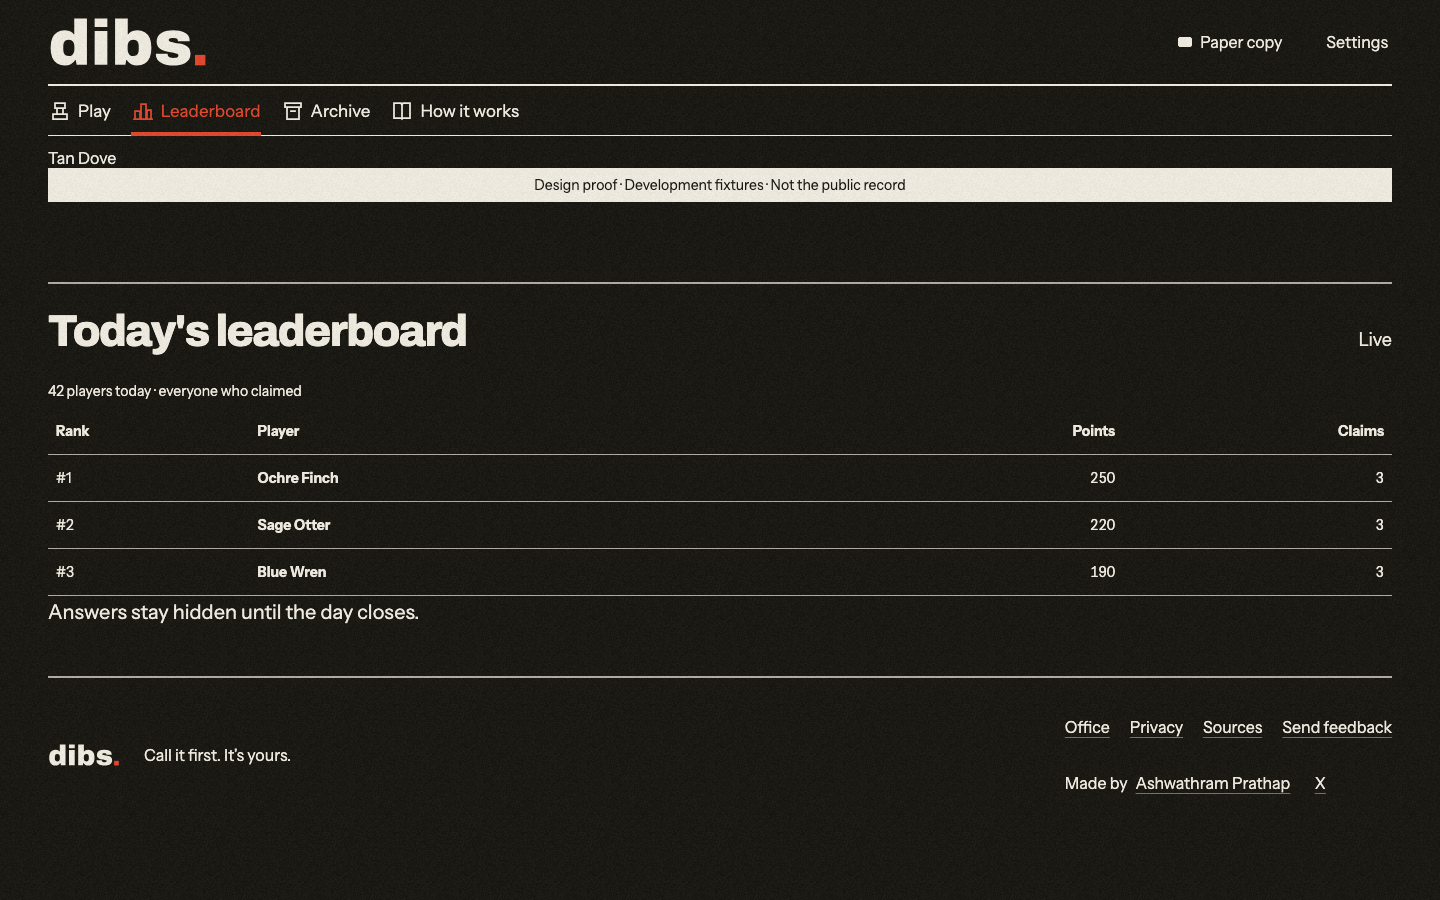 dibs.
Paper copy Settings
Play Leaderboard Archive How it works
Tan Dove
Design proof · Development fixtures · Not the public record
Today's leaderboard
Live
42 players today · everyone who claimed
Rank Player Points Claims
#1 Ochre Finch 250 3
#2 Sage Otter 220 3
#3 Blue Wren 190 3
Answers stay hidden until the day closes.
Office Privacy Sources Send feedback
dibs. Call it first. It's yours.
Made by Ashwathram Prathap X